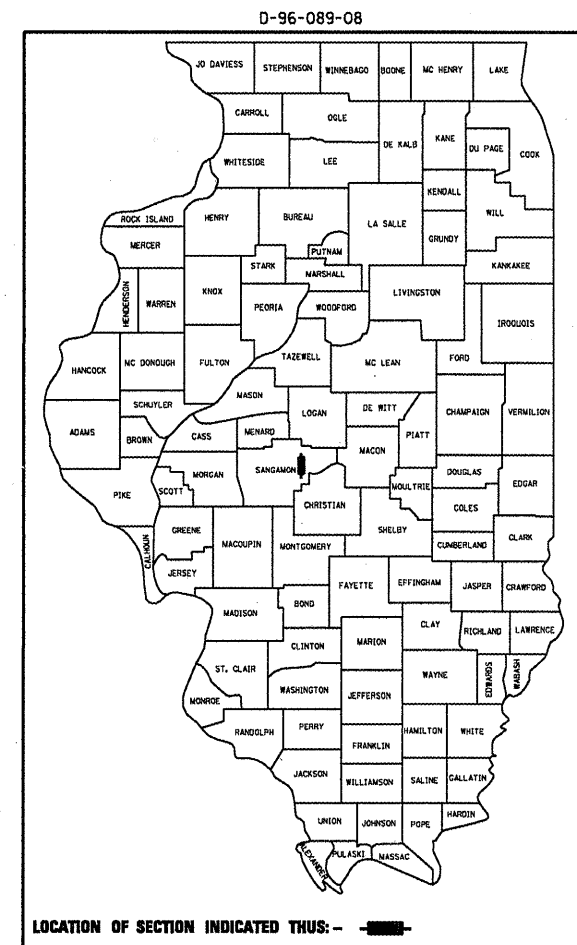 D-96-089-08
JO DAVIESS STEPHENSON WINNEBAGO BOONE MC HENRY LAKE
CARROLL OGLE
DE KALB KANE DU PAGE COOK
WHITESIDE LEE
KENDALL
ROCK ISLAND HENRY BUREAU LA SALLE WILL
MERCER PUTNAM GRUNDY
STARK MARSHALL KANKAKEE
HENDERSON WARREN KNOX PEORIA WOODFORD LIVINGSTON
IROQUOIS
HANCOCK MC DONOUGH FULTON TAZEWELL MC LEAN FORD
MASON
SCHUYLER LOGAN DE WITT CHAMPAIGN VERMILION
ADAMS BROWN CASS MENARD MACON PIATT
SANGAMON DOUGLAS
PIKE SCOTT MORGAN MOULTRIE EDGAR
CHRISTIAN COLES
GREENE MACOUPIN MONTGOMERY SHELBY CUMBERLAND CLARK
CALHOUN JERSEY
FAYETTE EFFINGHAM JASPER CRAWFORD
MADISON BOND
CLAY RICHLAND LAWRENCE
CLINTON MARION
ST. CLAIR WAYNE EDWARDS WABASH
WASHINGTON JEFFERSON
MONROE
RANDOLPH PERRY HAMILTON WHITE
FRANKLIN
JACKSON WILLIAMSON SALINE GALLATIN
UNION JOHNSON POPE HARDIN
ALEXANDER PULASKI MASSAC
LOCATION OF SECTION INDICATED THUS: -